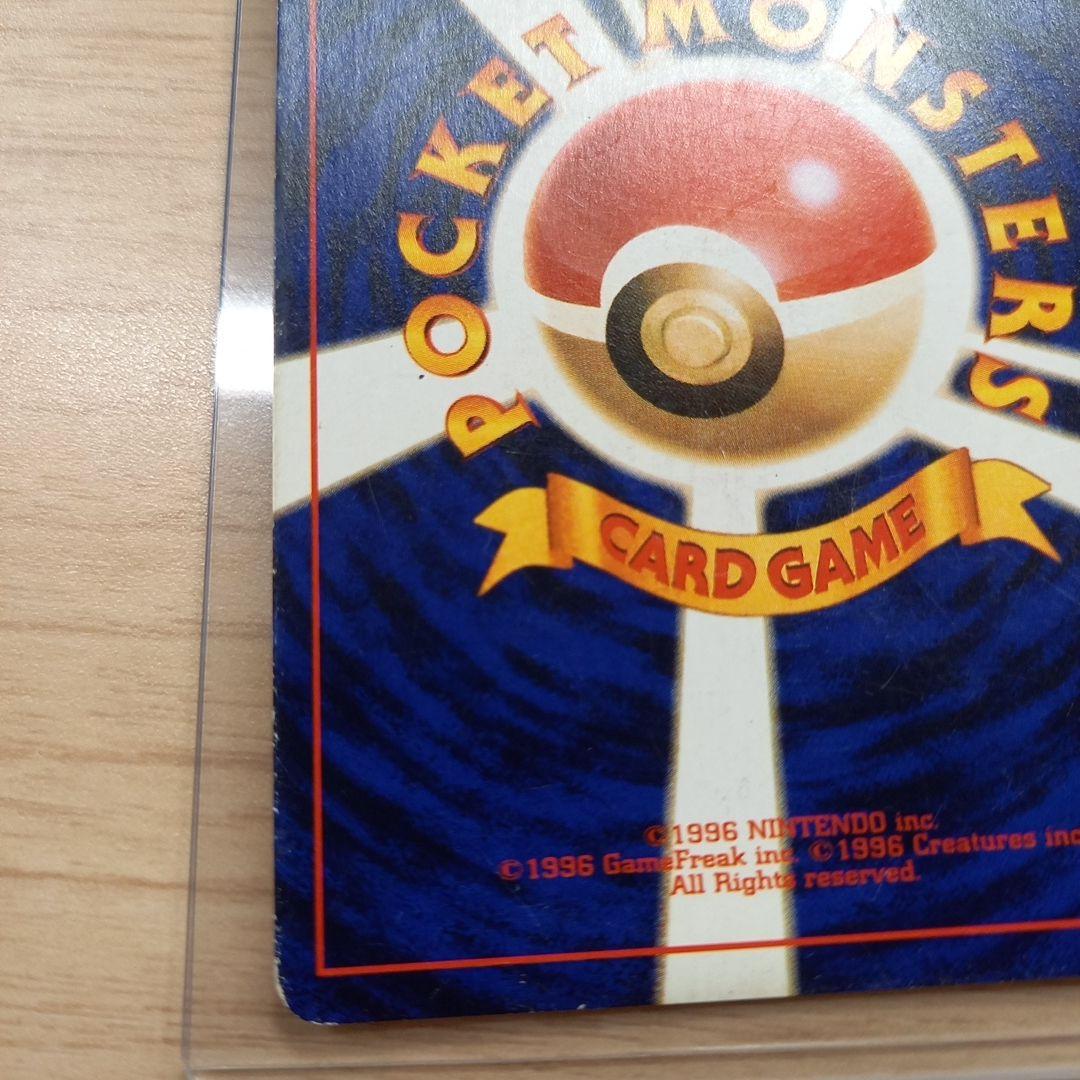 POCKET MONSTERS
CARD GAME
©1996 NINTENDO inc.
©1996 GameFreak inc. ©1996 Creatures inc
All Rights reserved.